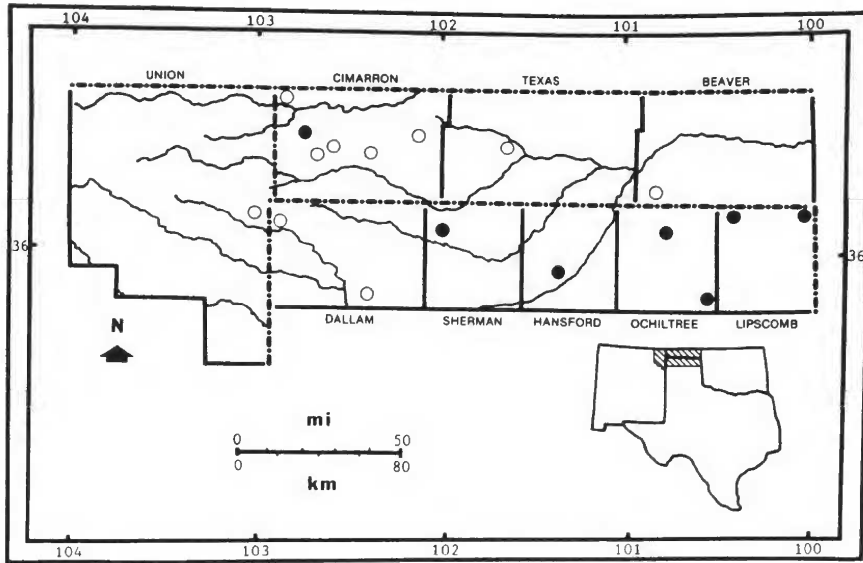 104 103 102 101 100
UNION CIMARRON TEXAS BEAVER
36 36
DALLAM SHERMAN HANSFORD OCHILTREE LIPSCOMB
N
mi
0 50
0 80
km
104 103 102 101 100